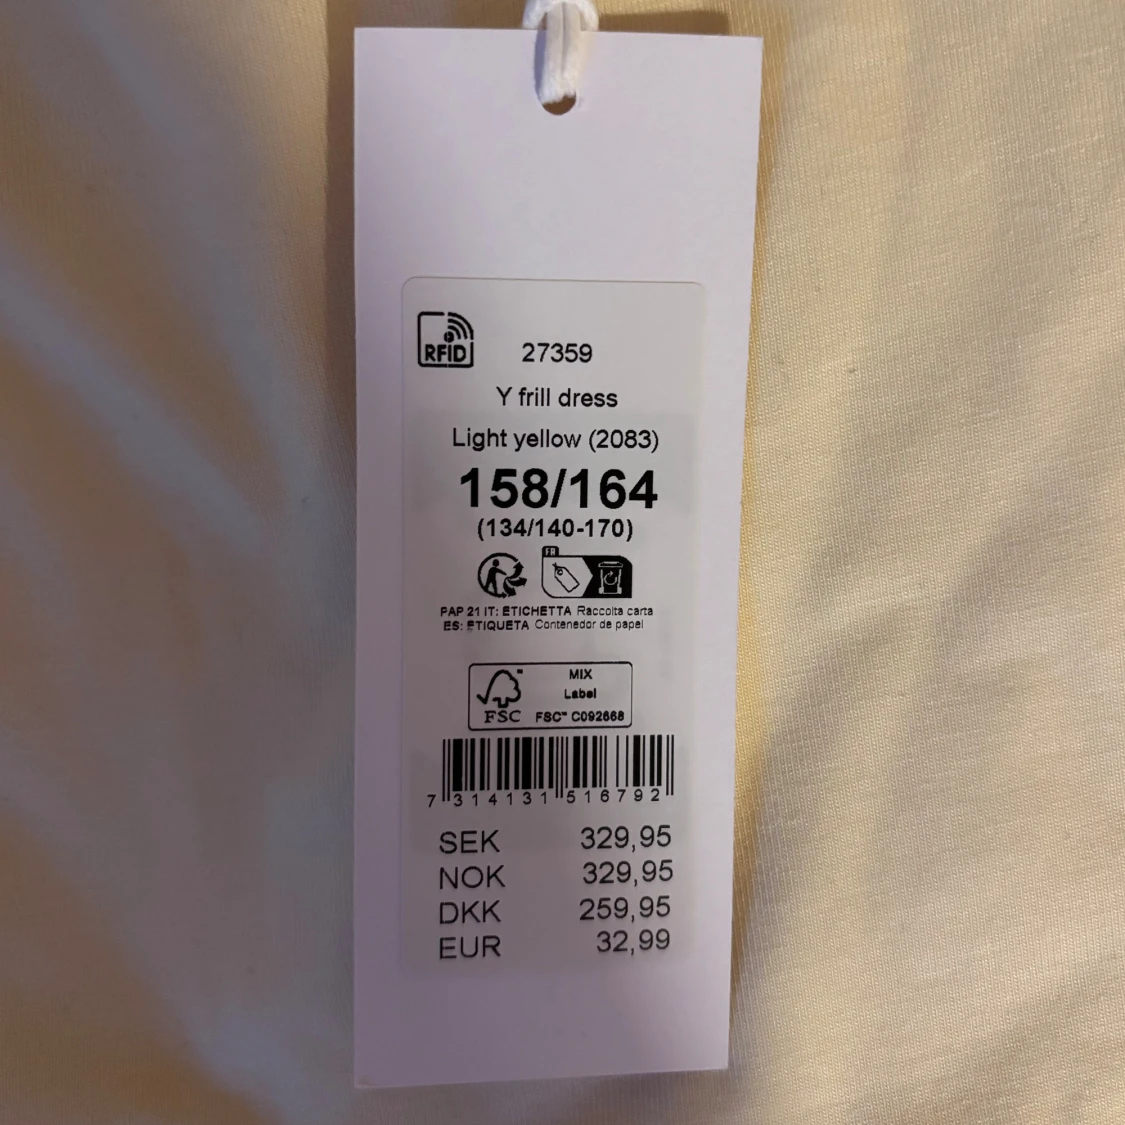 RFID
27359
Y frill dress
Light yellow (2083)
158/164
(134/140-170)
FR
PAP 21 IT: ETICHETTA Raccolta carta
ES: ETIQUETA Contenedor de papel
MIX
Label
FSC™ FSC™ C092668
7 314131 516792
SEK 329,95
NOK 329,95
DKK 259,95
EUR 32,99